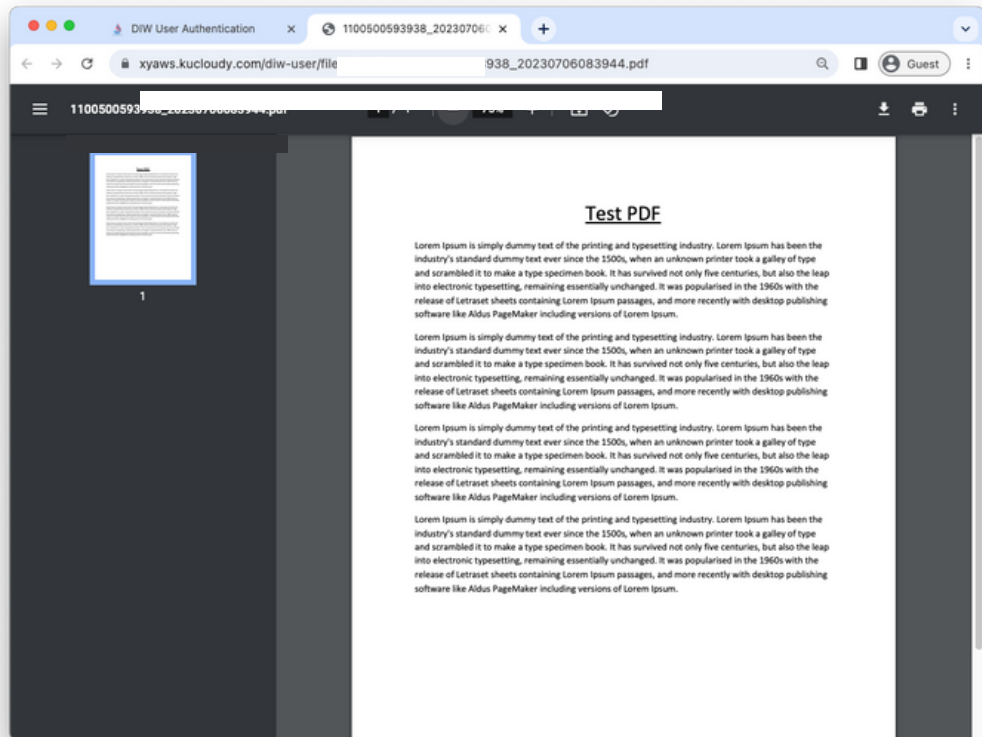 DIW User Authentication
1100500593938_20230706
xyaws.kucloudy.com/diw-user/file
938_20230706083944.pdf
Guest
1100500593938_20230706083944.pdf
1
Test PDF
Lorem Ipsum is simply dummy text of the printing and typesetting industry. Lorem Ipsum has been the
industry's standard dummy text ever since the 1500s, when an unknown printer took a galley of type
and scrambled it to make a type specimen book. It has survived not only five centuries, but also the leap
into electronic typesetting, remaining essentially unchanged. It was popularised in the 1960s with the
release of Letraset sheets containing Lorem Ipsum passages, and more recently with desktop publishing
software like Aldus PageMaker including versions of Lorem Ipsum.
Lorem Ipsum is simply dummy text of the printing and typesetting industry. Lorem Ipsum has been the
industry's standard dummy text ever since the 1500s, when an unknown printer took a galley of type
and scrambled it to make a type specimen book. It has survived not only five centuries, but also the leap
into electronic typesetting, remaining essentially unchanged. It was popularised in the 1960s with the
release of Letraset sheets containing Lorem Ipsum passages, and more recently with desktop publishing
software like Aldus PageMaker including versions of Lorem Ipsum.
Lorem Ipsum is simply dummy text of the printing and typesetting industry. Lorem Ipsum has been the
industry's standard dummy text ever since the 1500s, when an unknown printer took a galley of type
and scrambled it to make a type specimen book. It has survived not only five centuries, but also the leap
into electronic typesetting, remaining essentially unchanged. It was popularised in the 1960s with the
release of Letraset sheets containing Lorem Ipsum passages, and more recently with desktop publishing
software like Aldus PageMaker including versions of Lorem Ipsum.
Lorem Ipsum is simply dummy text of the printing and typesetting industry. Lorem Ipsum has been the
industry's standard dummy text ever since the 1500s, when an unknown printer took a galley of type
and scrambled it to make a type specimen book. It has survived not only five centuries, but also the leap
into electronic typesetting, remaining essentially unchanged. It was popularised in the 1960s with the
release of Letraset sheets containing Lorem Ipsum passages, and more recently with desktop publishing
software like Aldus PageMaker including versions of Lorem Ipsum.